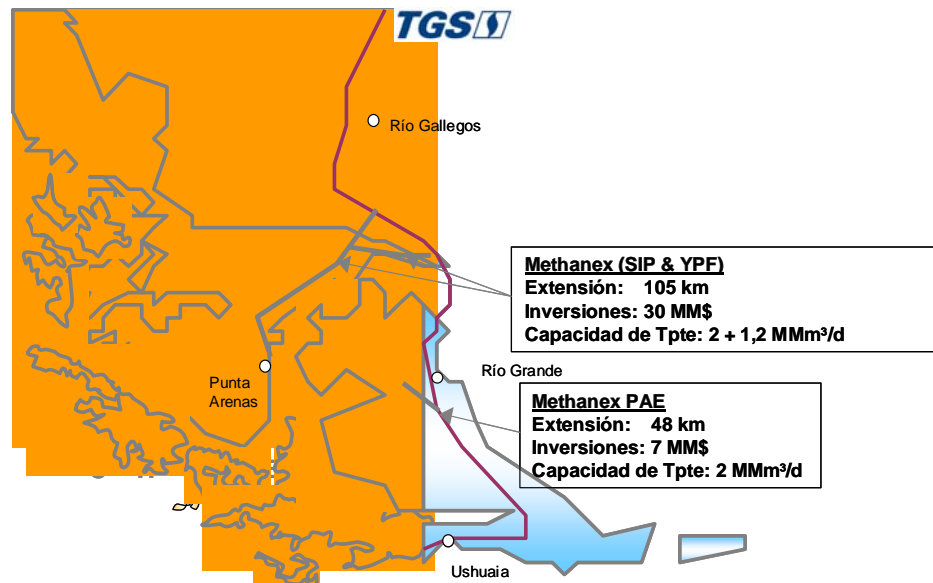 TGS
Río Gallegos
Methanex (SIP & YPF)
Extensión: 105 km
Inversiones: 30 MM$
Capacidad de Tpte: 2 + 1,2 MMm³/d
Río Grande
Punta
Arenas
Methanex PAE
Extensión: 48 km
Inversiones: 7 MM$
Capacidad de Tpte: 2 MMm³/d
Ushuaia